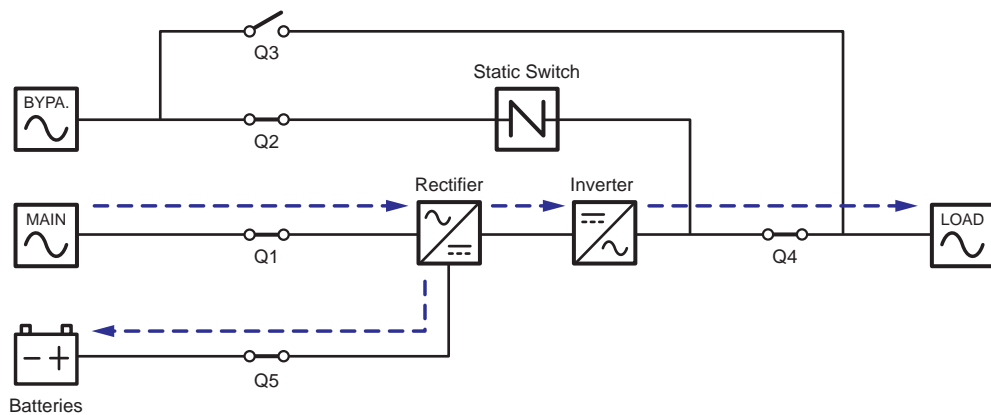 Q3
Static Switch
BYPA.
Q2
Rectifier
Inverter
MAIN
LOAD
Q1
Q4
Q5
Batteries